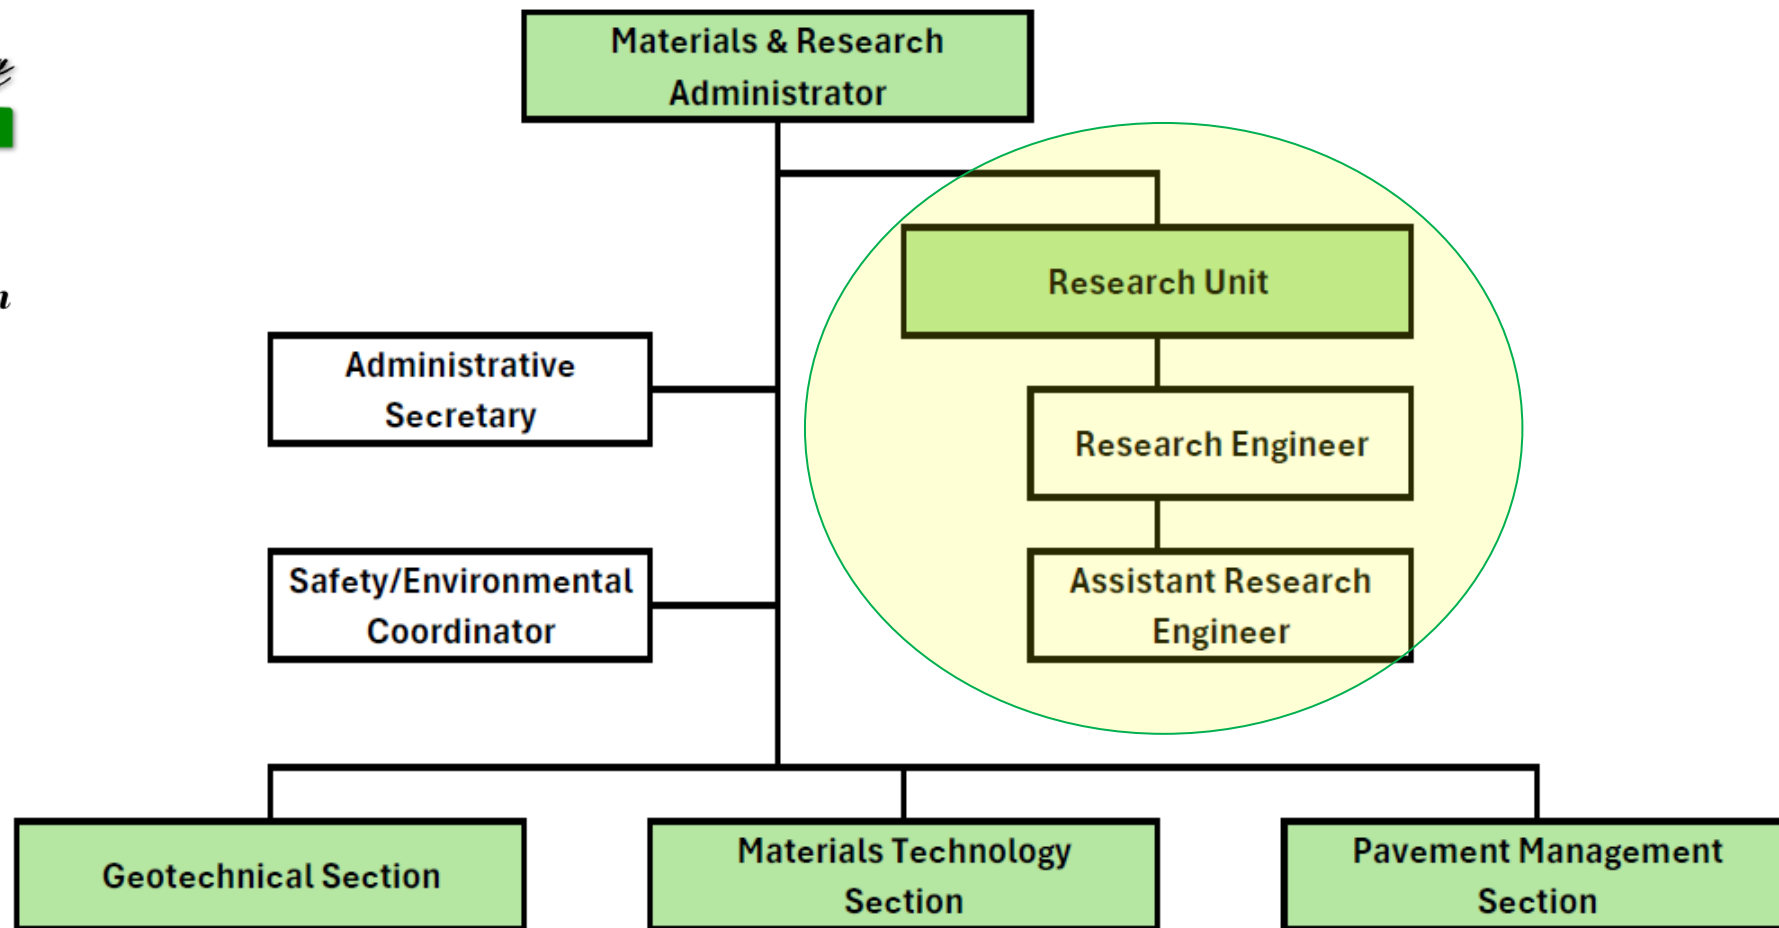 Materials & Research
Administrator
Research Unit
Administrative
Secretary
Research Engineer
Safety/Environmental
Coordinator
Assistant Research
Engineer
Geotechnical Section
Materials Technology
Section
Pavement Management
Section